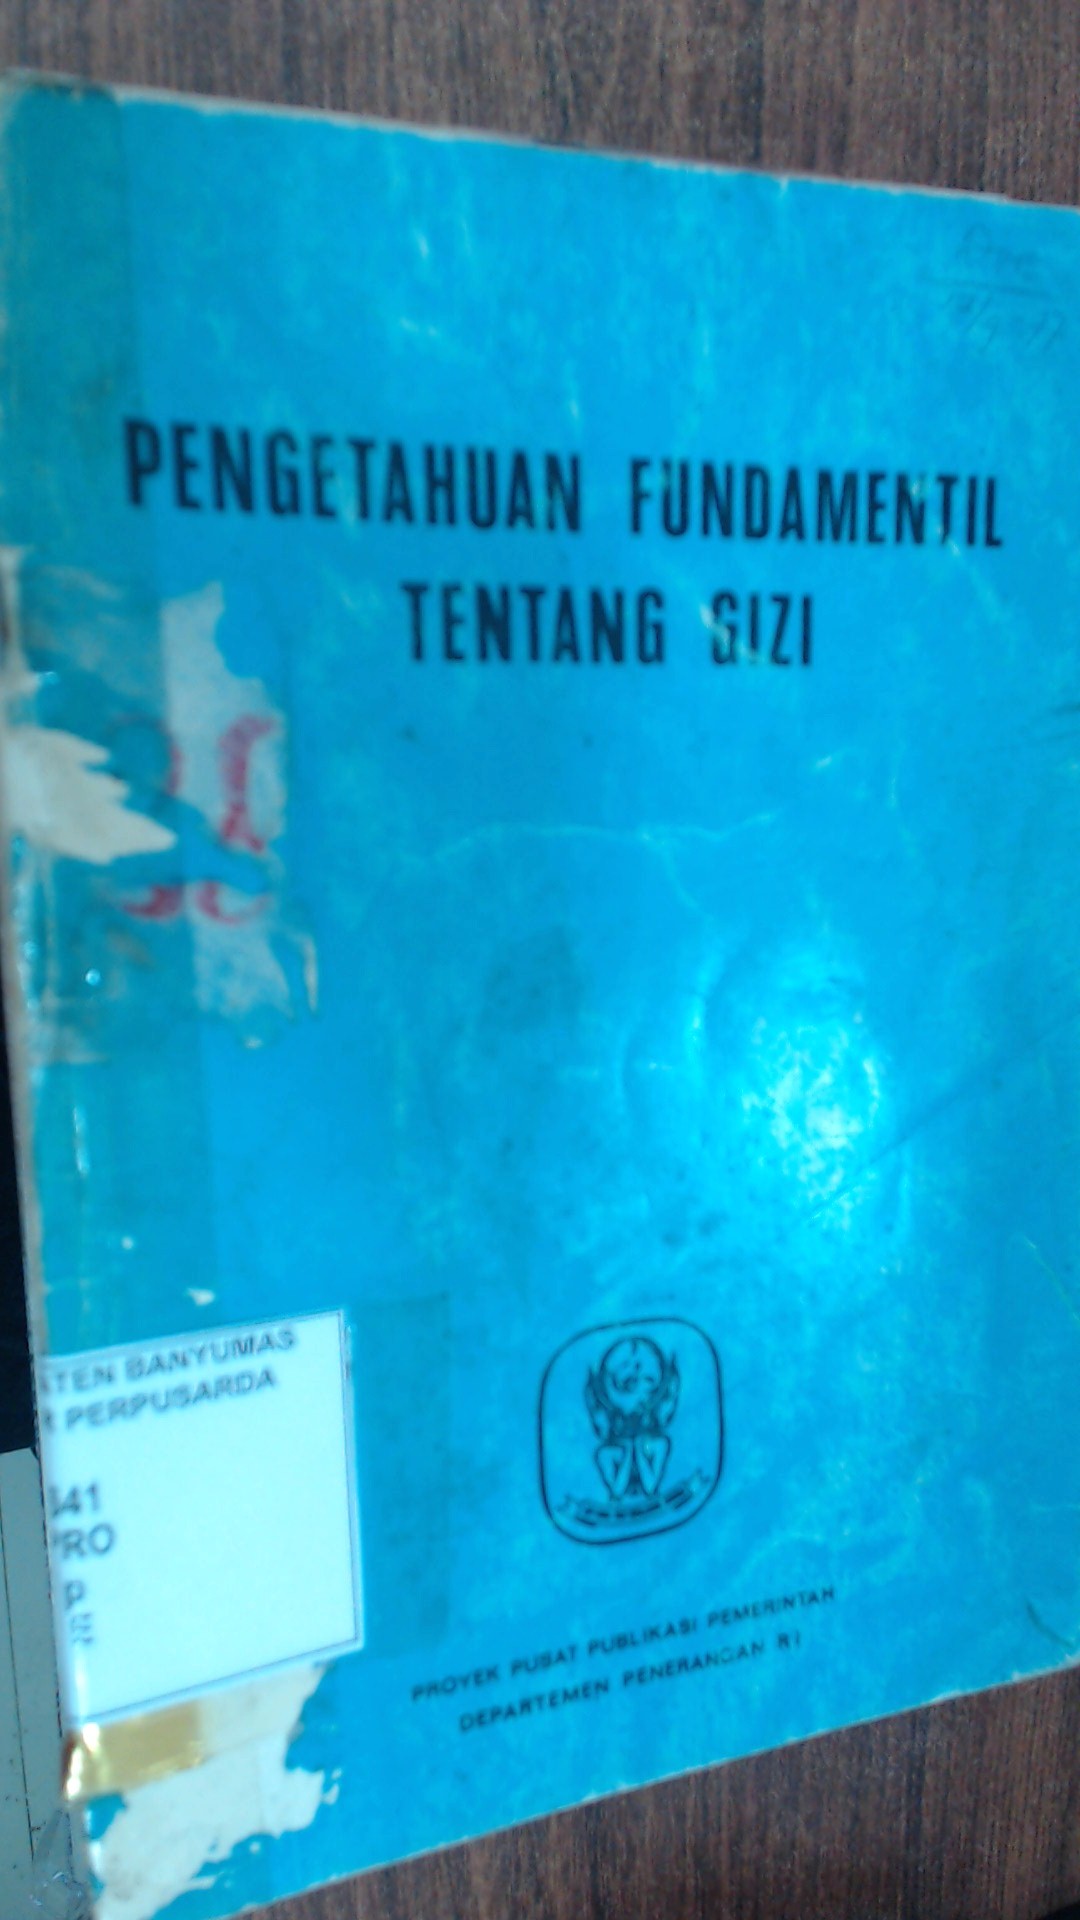 PENGETAHUAN FUNDAMENTIL
TENTANG GIZI
ATEN BANYUMAS
R PERPUSARDA
341
PRO
p
PROYEK PUSAT PUBLIKASI PEMERINTAH
DEPARTEMEN PENERANGAN RI